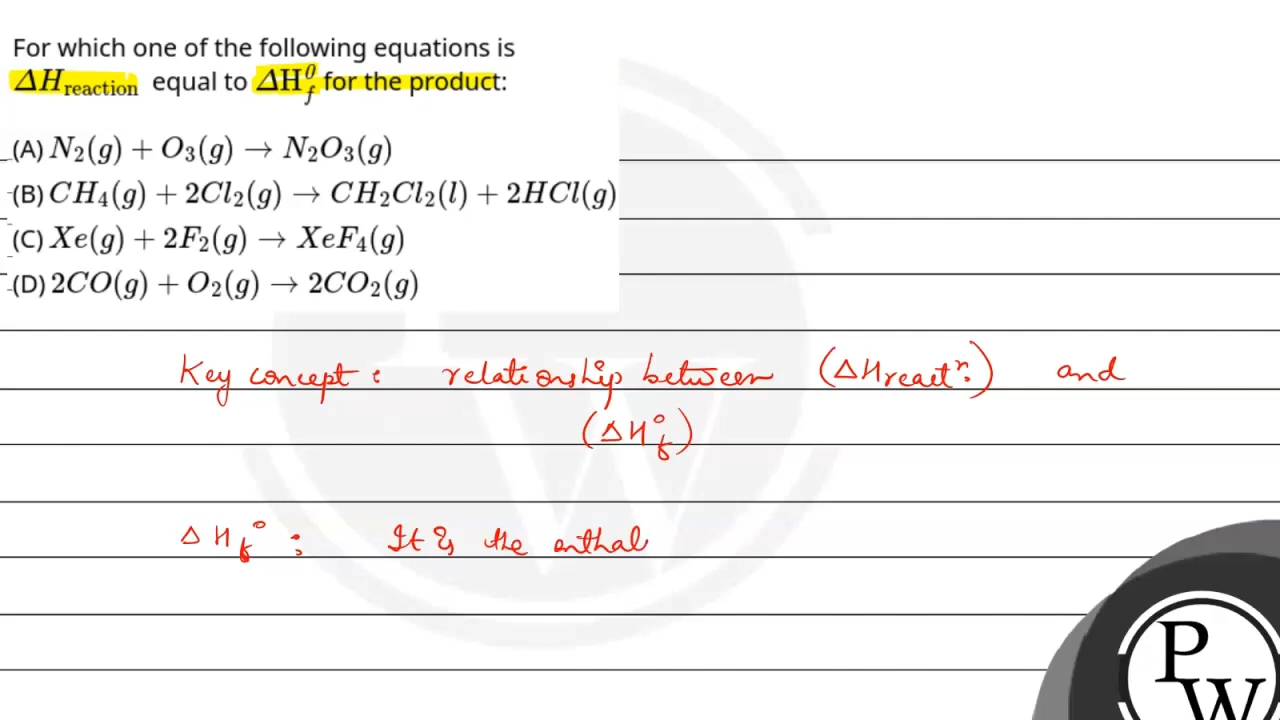 For which one of the following equations is
ΔH_reaction equal to ΔH_f^0 for the product:
(A) N₂(g) + O₃(g) → N₂O₃(g)
(B) CH₄(g) + 2Cl₂(g) → CH₂Cl₂(l) + 2HCl(g)
(C) Xe(g) + 2F₂(g) → XeF₄(g)
(D) 2CO(g) + O₂(g) → 2CO₂(g)
Key concept : relationship between (ΔHreactⁿ.) and
(ΔH_f^o)
ΔH_f^o : It is the enthal
PW